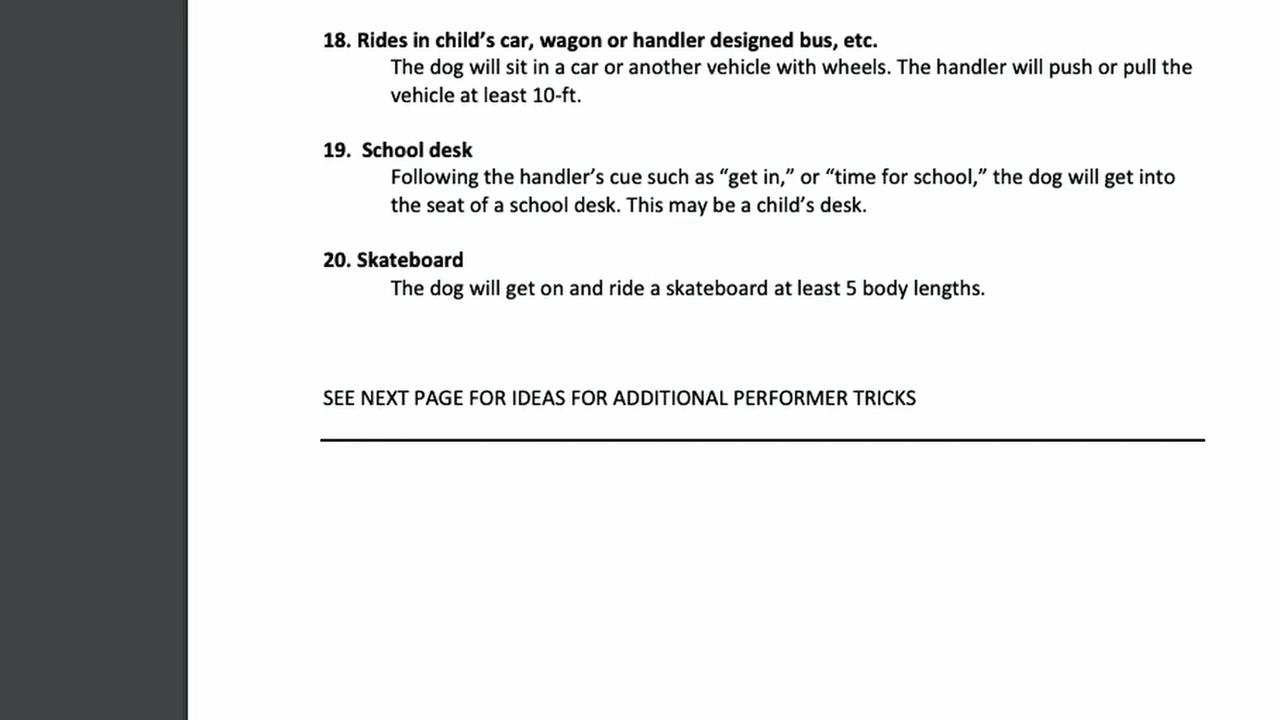 18. Rides in child’s car, wagon or handler designed bus, etc.
The dog will sit in a car or another vehicle with wheels. The handler will push or pull the
vehicle at least 10-ft.
19.  School desk
Following the handler’s cue such as “get in,” or “time for school,” the dog will get into
the seat of a school desk. This may be a child’s desk.
20. Skateboard
The dog will get on and ride a skateboard at least 5 body lengths.
SEE NEXT PAGE FOR IDEAS FOR ADDITIONAL PERFORMER TRICKS